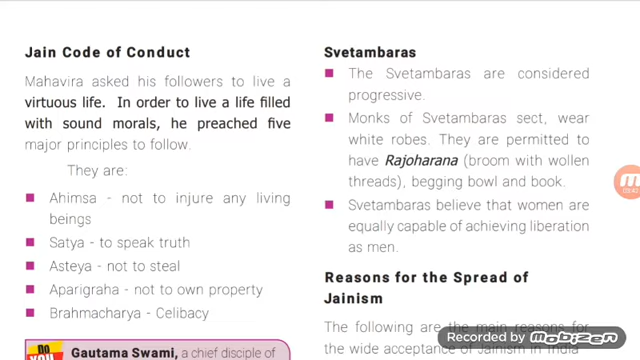 Jain Code of Conduct
Mahavira asked his followers to live a
virtuous life. In order to live a life filled
with sound morals, he preached five
major principles to follow.
They are:
Ahimsa - not to injure any living
beings
Satya - to speak truth
Asteya - not to steal
Aparigraha - not to own property
Brahmacharya - Celibacy
Do
YOU
Gautama Swami, a chief disciple of
Svetambaras
The Svetambaras are considered
progressive.
Monks of Svetambaras sect, wear
white robes. They are permitted to
have Rajoharana (broom with wollen
threads), begging bowl and book.
Svetambaras believe that women are
equally capable of achieving liberation
as men.
Reasons for the Spread of
Jainism
The following are the main reasons for
the wide acceptance of Jainism in India
Recorded by mobizen